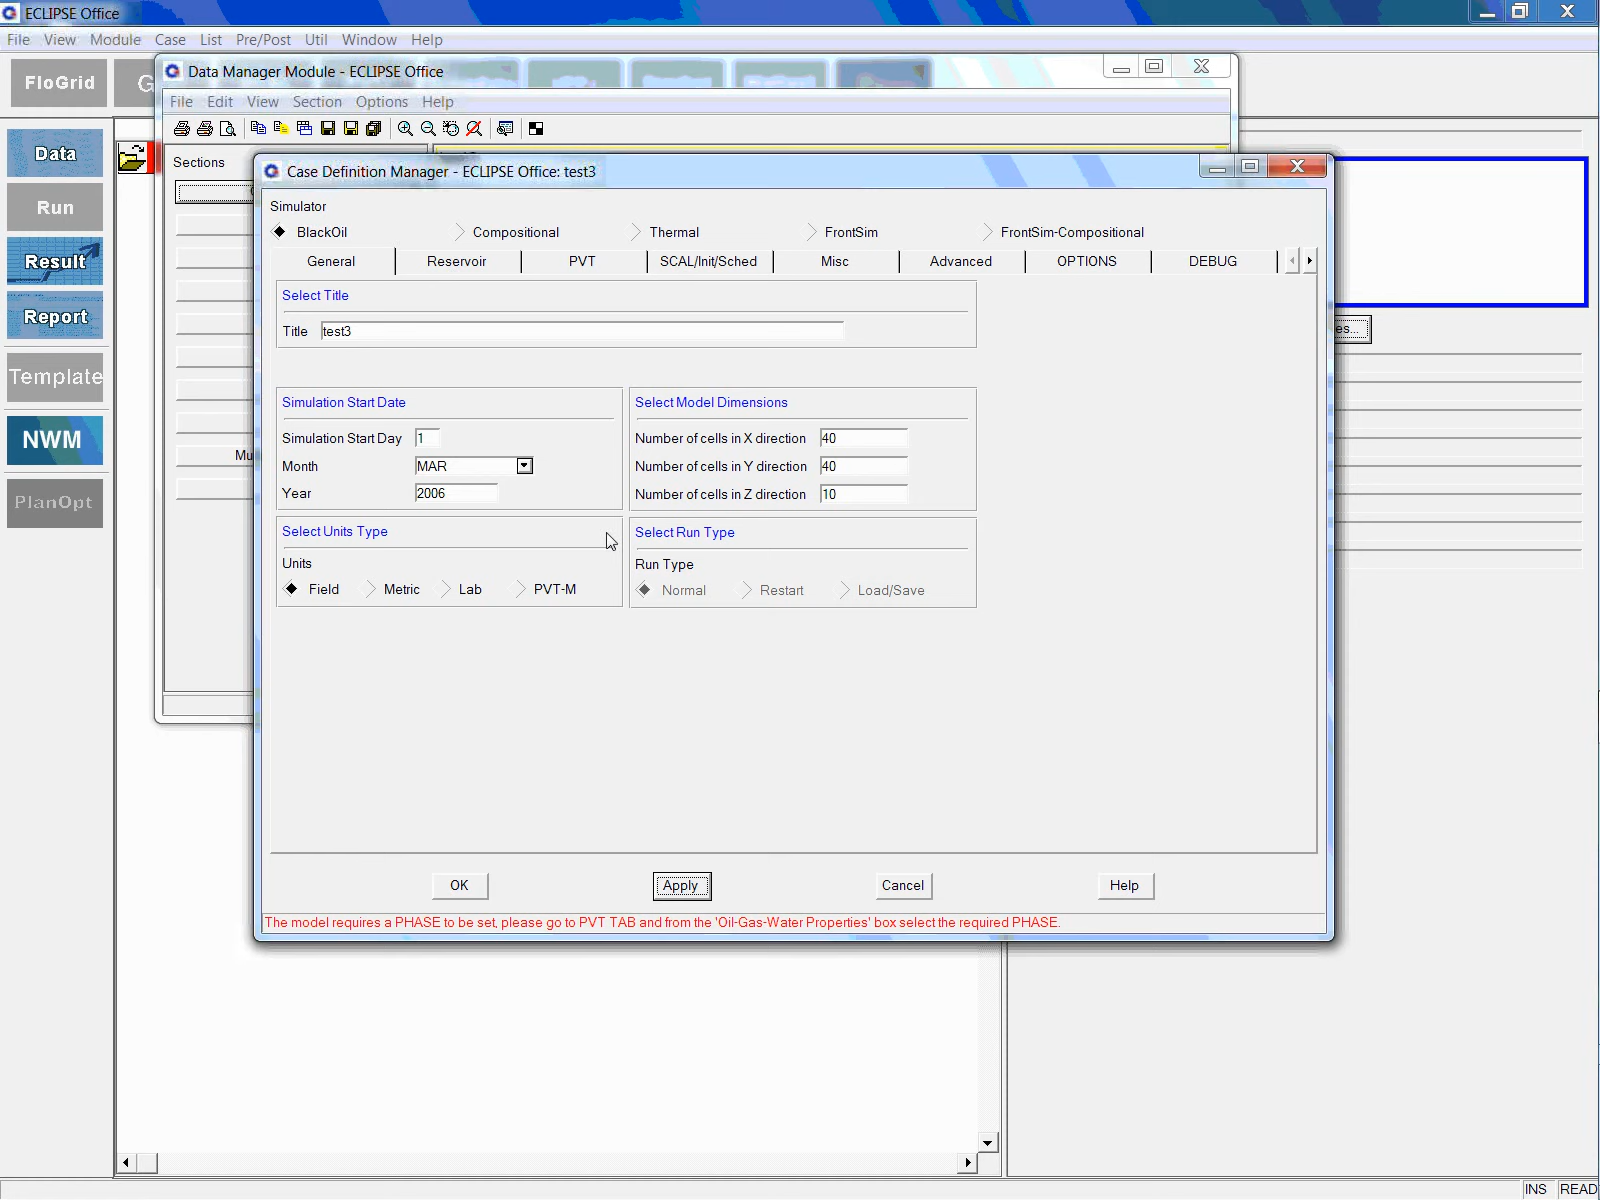 ECLIPSE Office
File View Module Case List Pre/Post Util Window Help
FloGrid
G
Data Manager Module - ECLIPSE Office
File Edit View Section Options Help
Data
Run
Result
Report
Template
NWM
PlanOpt
Sections
Mu
Case Definition Manager - ECLIPSE Office: test3
Simulator
BlackOil Compositional Thermal FrontSim FrontSim-Compositional
General Reservoir PVT SCAL/Init/Sched Misc Advanced OPTIONS DEBUG
Select Title
Title test3
Simulation Start Date
Simulation Start Day 1
Month MAR
Year 2006
Select Model Dimensions
Number of cells in X direction 40
Number of cells in Y direction 40
Number of cells in Z direction 10
Select Units Type
Units
Field Metric Lab PVT-M
Select Run Type
Run Type
Normal Restart Load/Save
OK Apply Cancel Help
The model requires a PHASE to be set, please go to PVT TAB and from the 'Oil-Gas-Water Properties' box select the required PHASE.
es...
INS READ